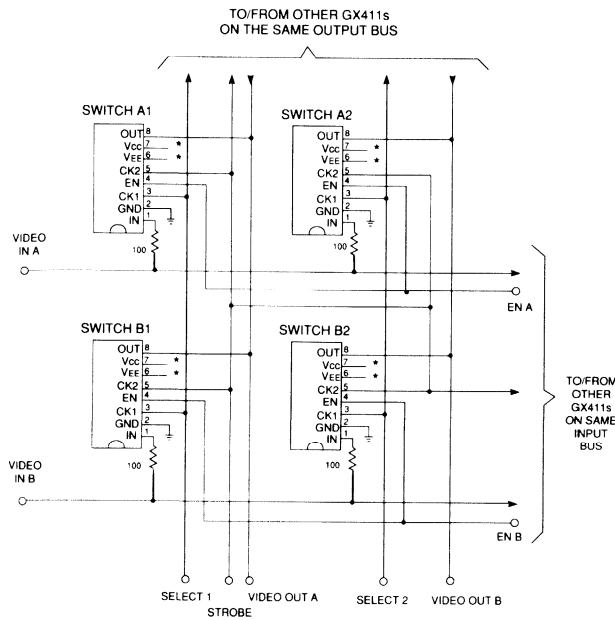 TO/FROM OTHER GX411s
ON THE SAME OUTPUT BUS
SWITCH A1
OUT 8
Vcc 7 *
VEE 6 *
CK2 5
EN 4
CK1 3
GND 2
IN 1
100
SWITCH A2
OUT 8
Vcc 7 *
VEE 6 *
CK2 5
EN 4
CK1 3
GND 2
IN 1
100
VIDEO
IN A
EN A
SWITCH B1
OUT 8
Vcc 7 *
VEE 6 *
CK2 5
EN 4
CK1 3
GND 2
IN 1
100
SWITCH B2
OUT 8
Vcc 7 *
VEE 6 *
CK2 5
EN 4
CK1 3
GND 2
IN 1
100
TO/FROM
OTHER
GX411s
ON SAME
INPUT
BUS
VIDEO
IN B
EN B
SELECT 1
STROBE
VIDEO OUT A
SELECT 2
VIDEO OUT B